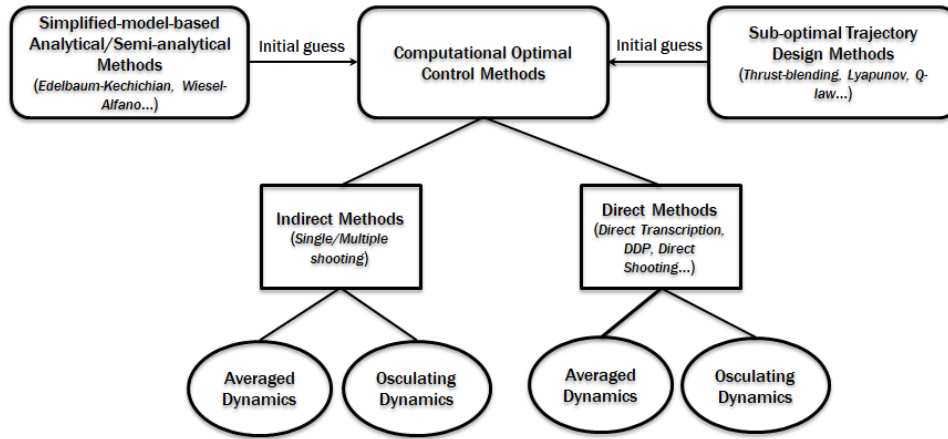 Simplified-model-based
Analytical/Semi-analytical
Methods
(Edelbaum-Kechichian, Wiesel-
Alfano...)
Initial guess
Computational Optimal
Control Methods
Initial guess
Sub-optimal Trajectory
Design Methods
(Thrust-blending, Lyapunov, Q-
law...)
Indirect Methods
(Single/Multiple
shooting)
Direct Methods
(Direct Transcription,
DDP, Direct
Shooting...)
Averaged
Dynamics
Osculating
Dynamics
Averaged
Dynamics
Osculating
Dynamics